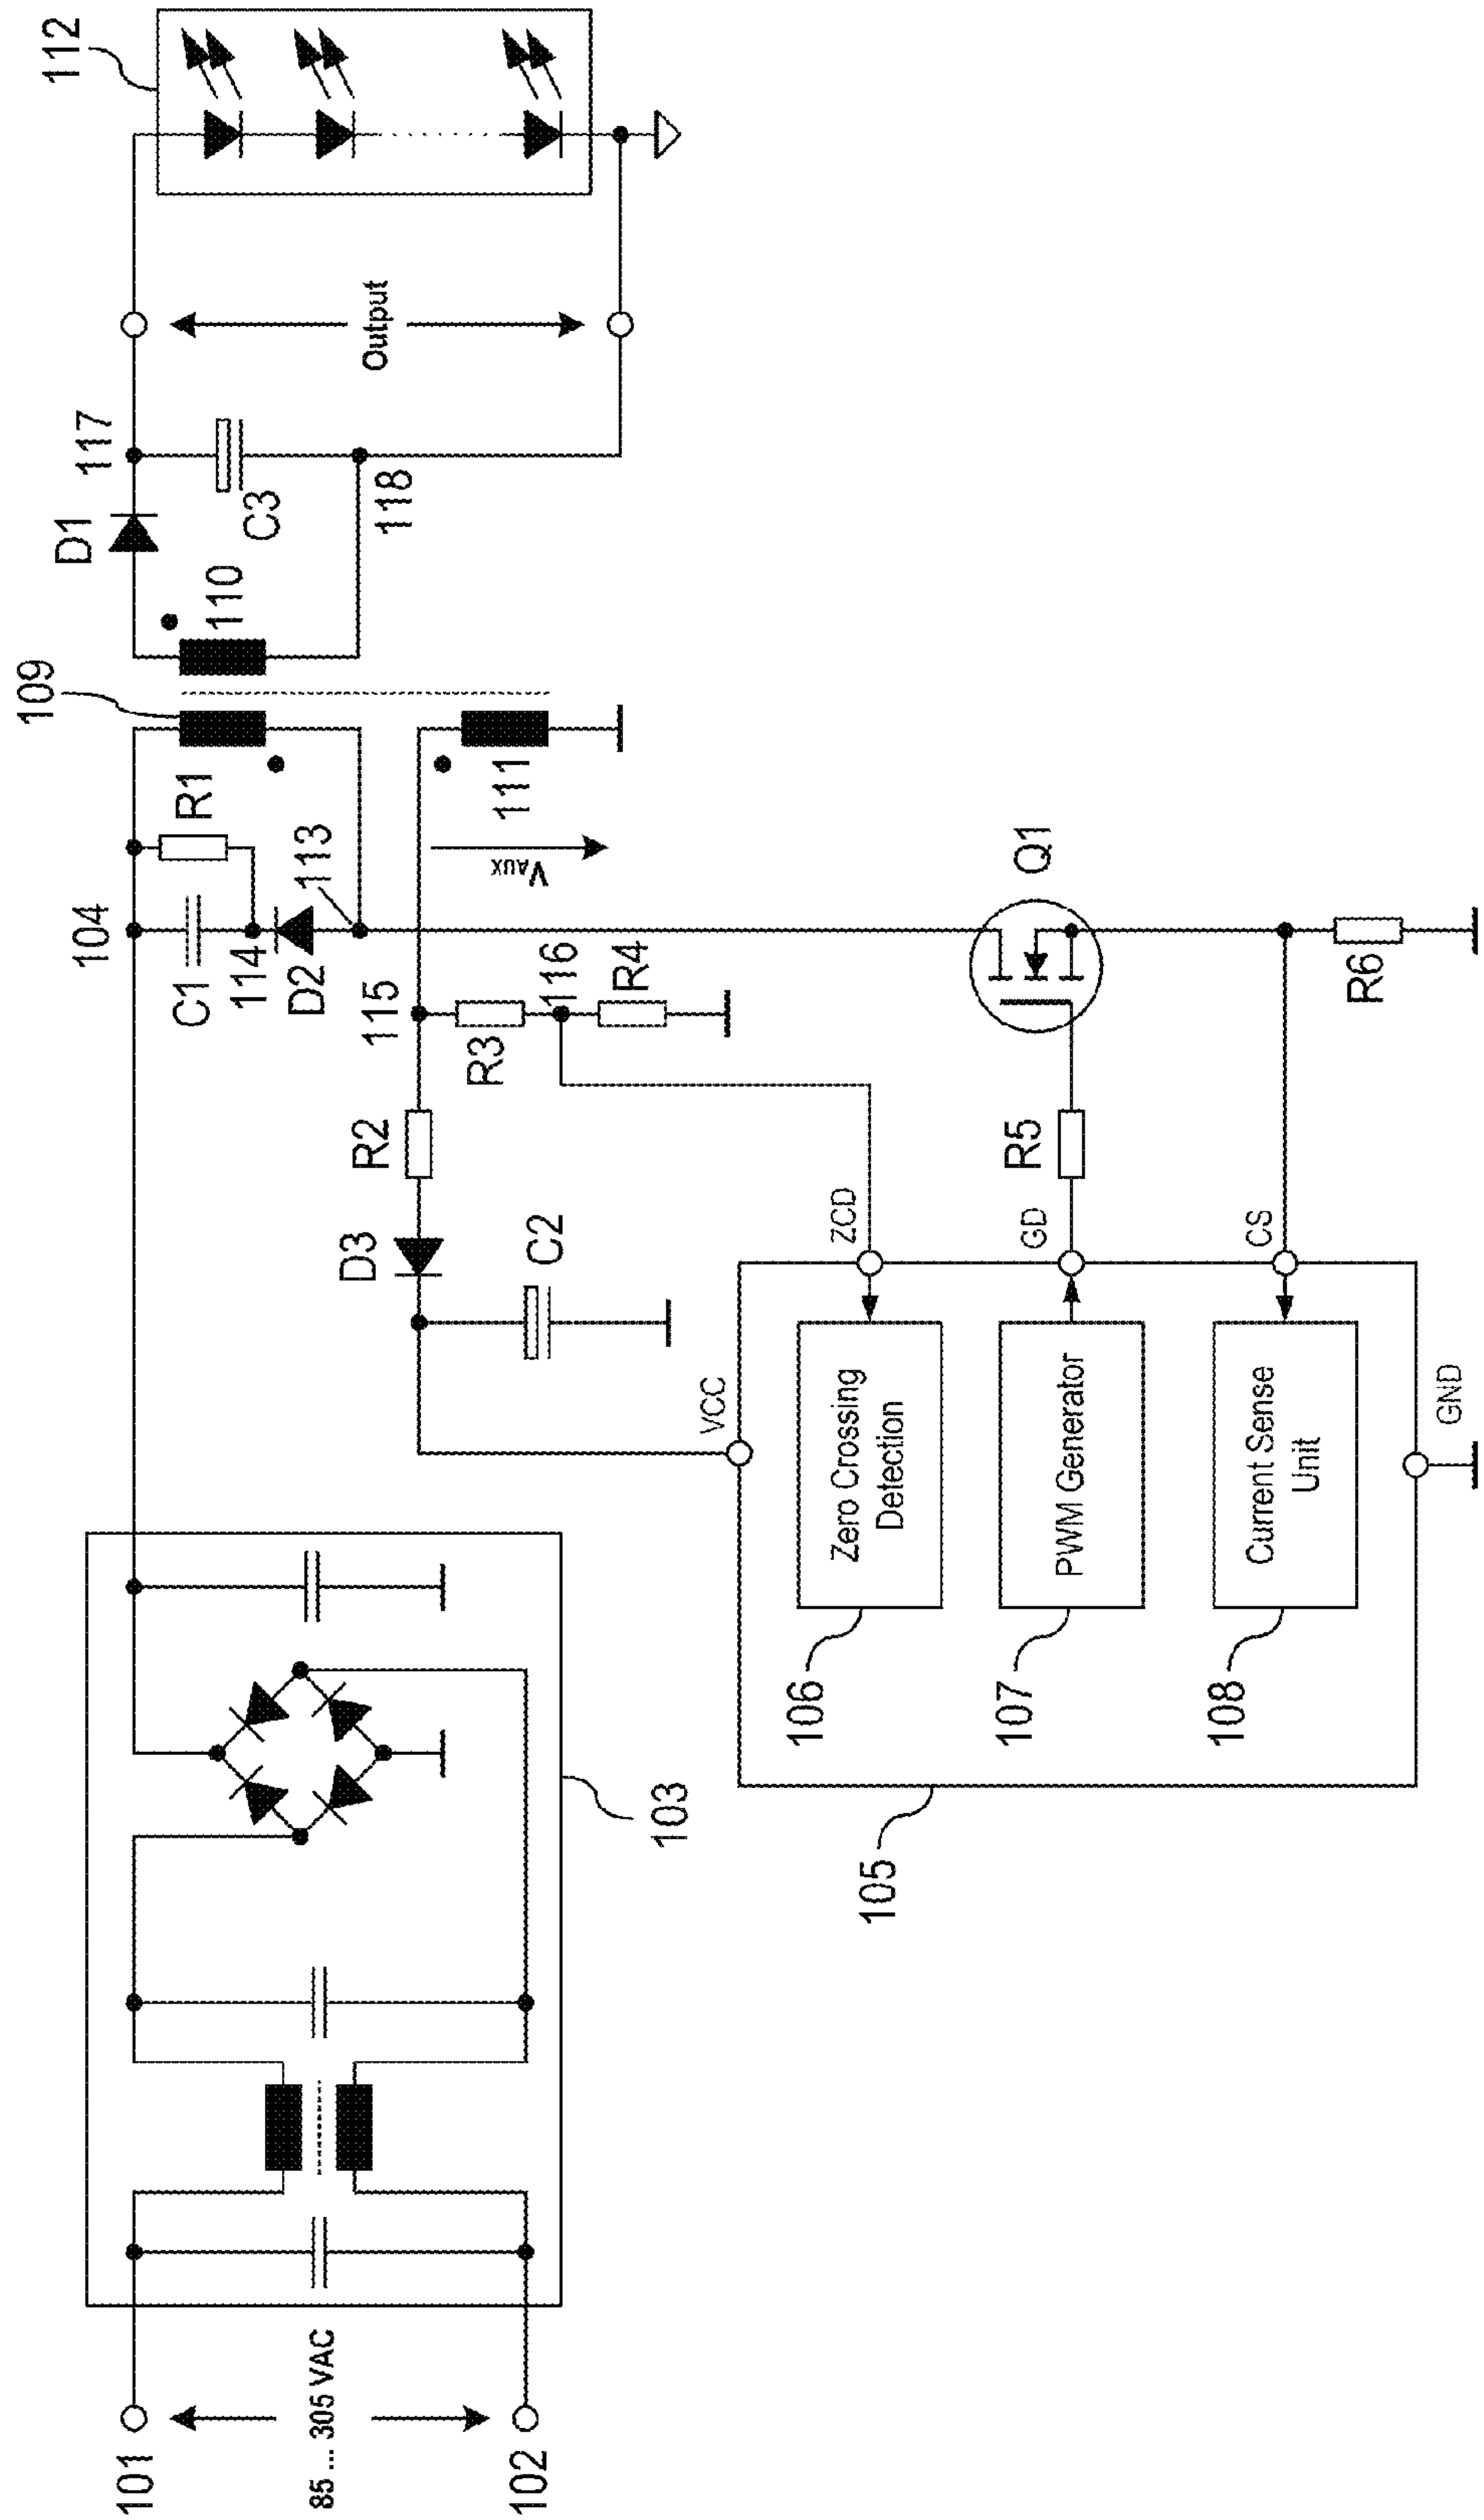 101
85 ... 305 VAC
102
103
104
C1
R1
114
D2
113
109
110
D1
117
C3
118
Output
112
111
VAUX
115
R2
R3
116
R4
D3
C2
VCC
ZCD
GD
CS
GND
R5
Q1
R6
Zero Crossing
Detection
PWM Generator
Current Sense
Unit
106
107
108
105